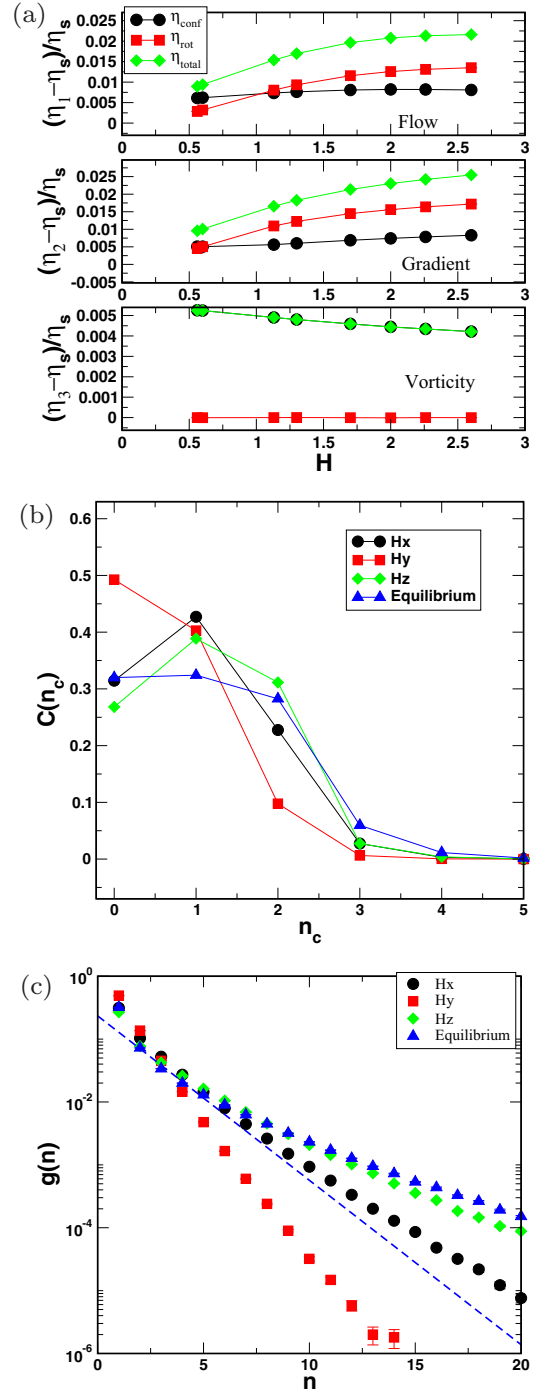 (a)
η_conf
η_rot
η_total
(η₁−ηₛ)/ηₛ
0.025
0.02
0.015
0.01
0.005
0
Flow
0 0.5 1 1.5 2 2.5 3
(η₂−ηₛ)/ηₛ
0.02
0.015
0.01
0.005
0
-0.005
Gradient
0 0.5 1 1.5 2 2.5 3
(η₃−ηₛ)/ηₛ
0.005
0.004
0.003
0.002
0.001
0
Vorticity
0 0.5 1 1.5 2 2.5 3
H
(b)
0.6
0.5
0.4
0.3
0.2
0.1
0
C(n_c)
Hx
Hy
Hz
Equilibrium
0 1 2 3 4 5
n_c
(c)
10⁰
10⁻²
10⁻⁴
10⁻⁶
g(n)
Hx
Hy
Hz
Equilibrium
0 5 10 15 20
n